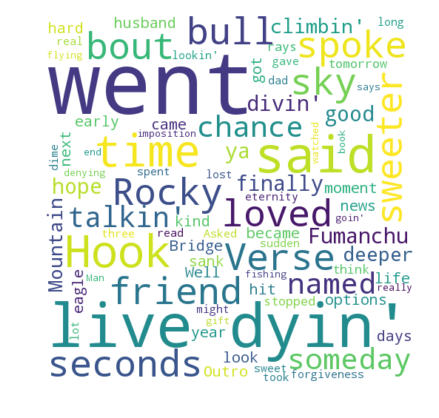 hard bout bull climbin' long
real husband spoke
flying lookin' rays gave dad tomorrow
went got sky says
divin' sweeter
early came chance good watched
next imposition book
dime time ya said
end spent lost moment
hope finally eternity
denying Rocky loved goin'
Mountain talkin' kind news
three read Asked became named Fumanchu
Hook Bridge Verse deeper
sank sudden
eagle Man Well hit think life really
friend fishing options
lot live stopped might dyin'
gift year look days
seconds sweet someday
Outro took forgiveness